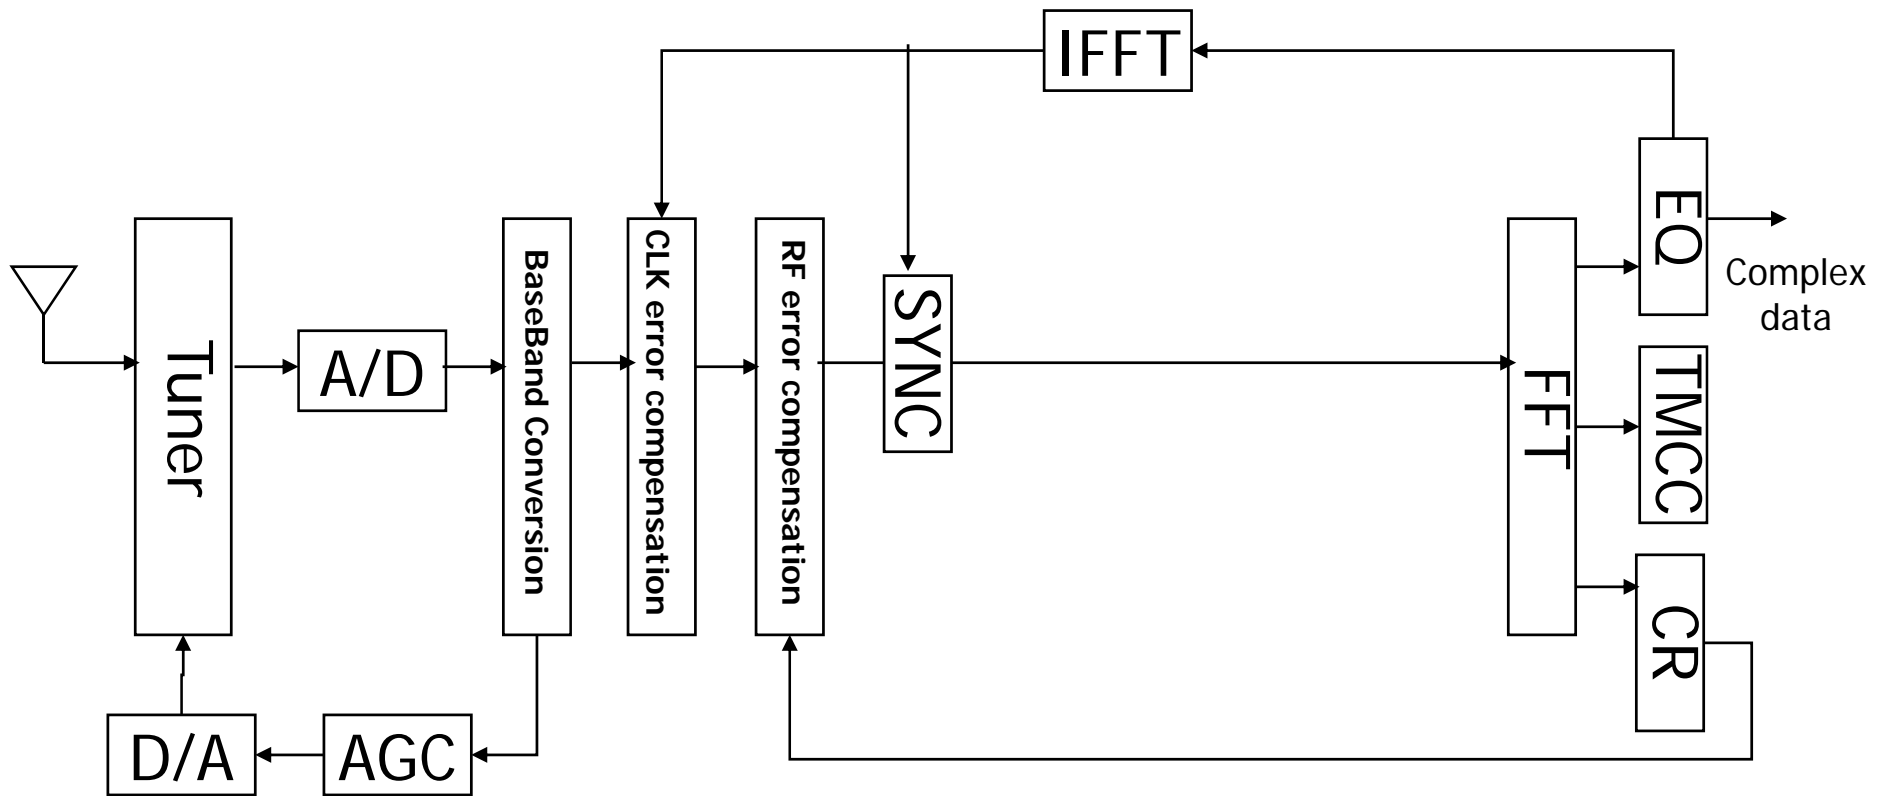 IFFT
EQ
Complex
data
Tuner
A/D
BaseBand Conversion
CLK error compensation
RF error compensation
SYNC
FFT
TMCC
CR
D/A
AGC